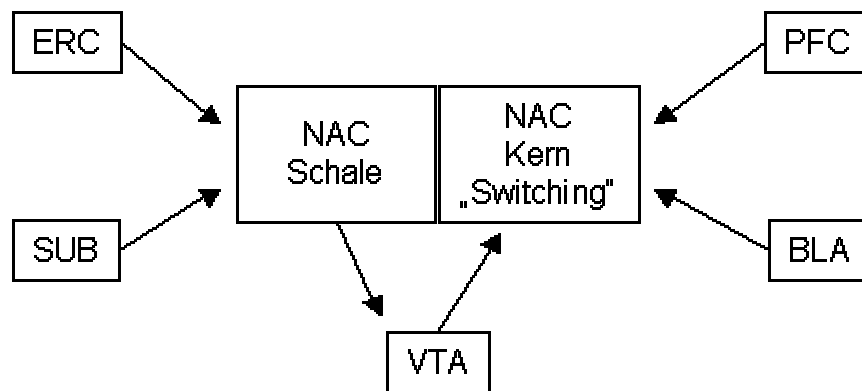 ERC
PFC
NAC
Schale
NAC
Kern
„Switching"
SUB
BLA
VTA